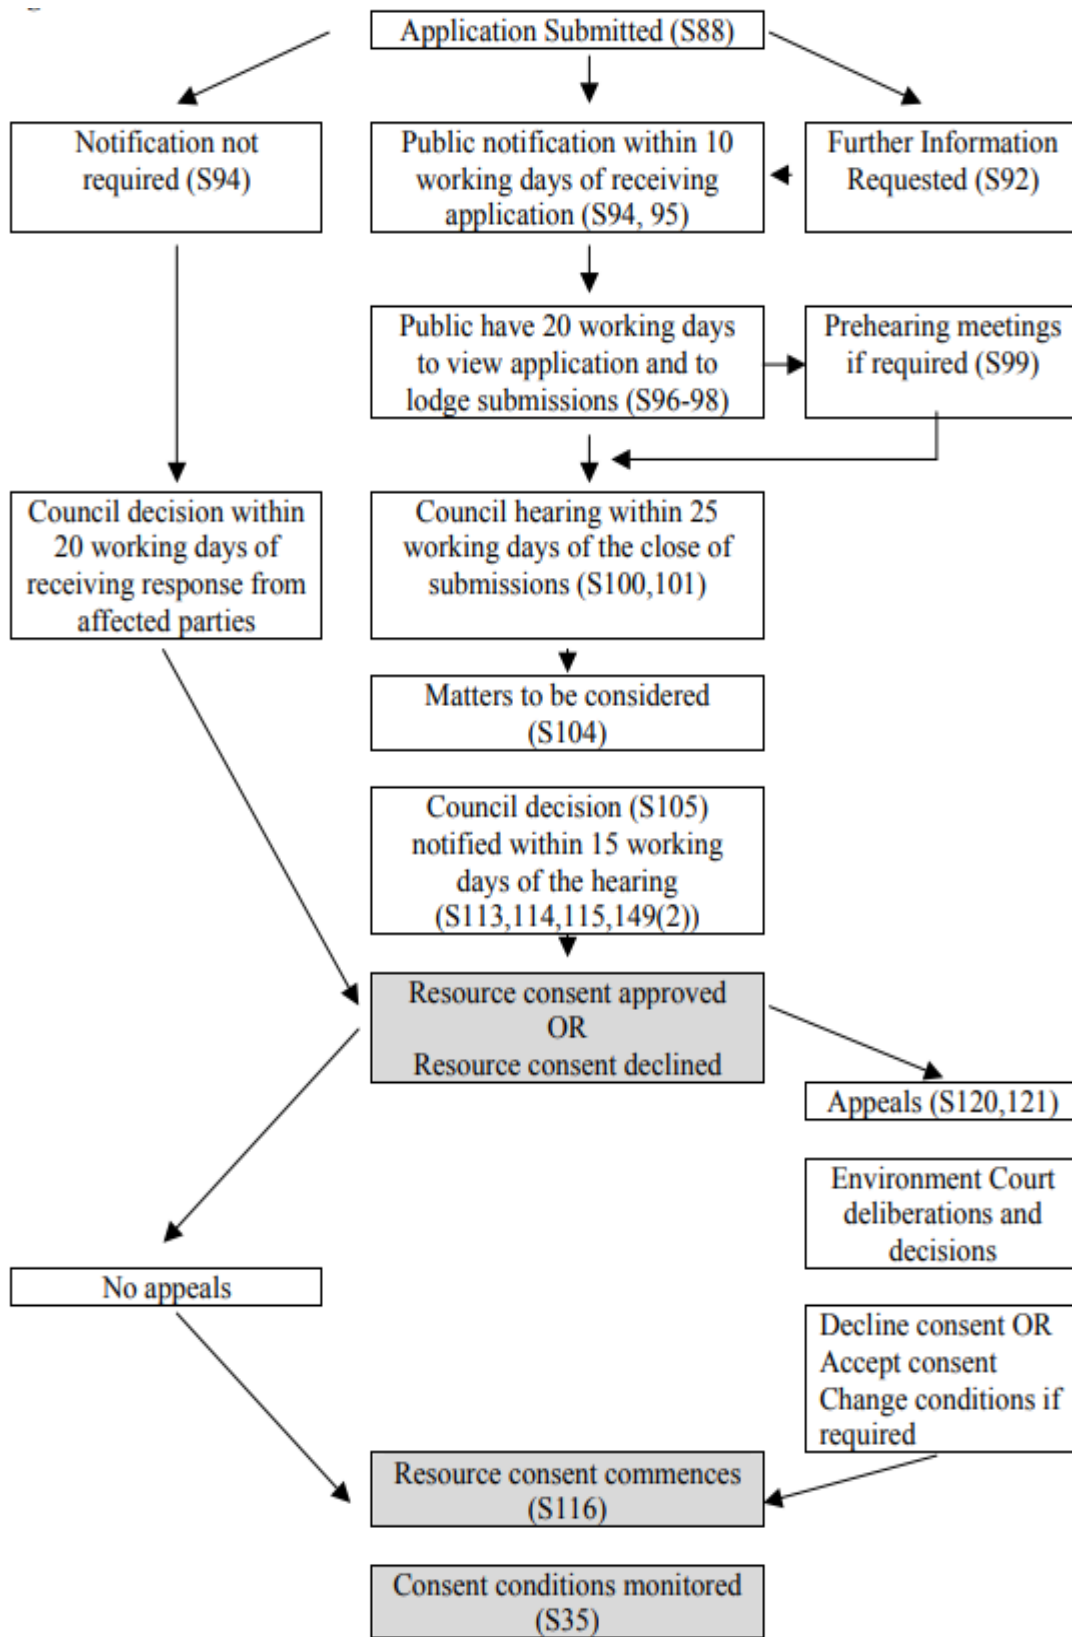 Application Submitted (S88)
Notification not
required (S94)
Public notification within 10
working days of receiving
application (S94, 95)
Further Information
Requested (S92)
Public have 20 working days
to view application and to
lodge submissions (S96-98)
Prehearing meetings
if required (S99)
Council decision within
20 working days of
receiving response from
affected parties
Council hearing within 25
working days of the close of
submissions (S100,101)
Matters to be considered
(S104)
Council decision (S105)
notified within 15 working
days of the hearing
(S113,114,115,149(2))
Resource consent approved
OR
Resource consent declined
Appeals (S120,121)
Environment Court
deliberations and
decisions
No appeals
Decline consent OR
Accept consent
Change conditions if
required
Resource consent commences
(S116)
Consent conditions monitored
(S35)